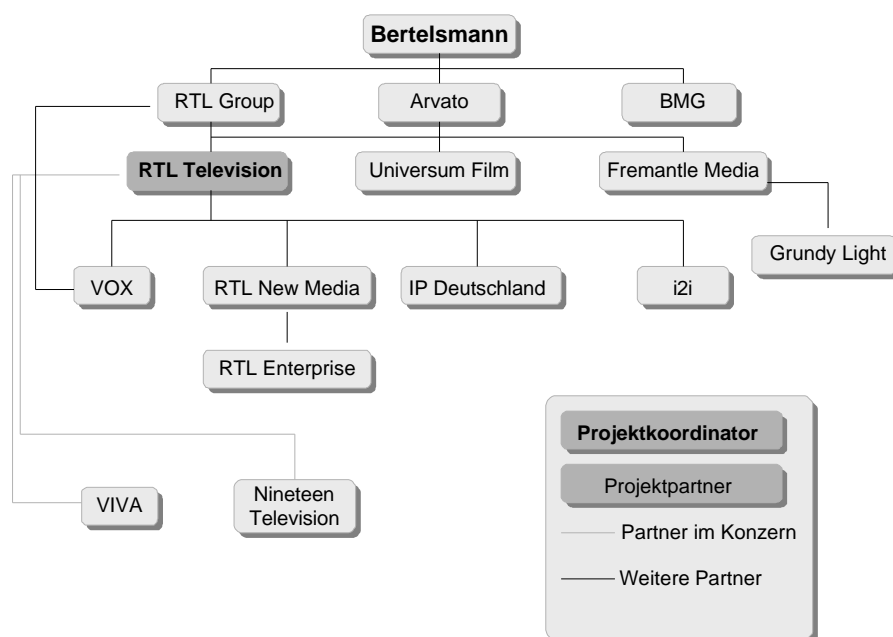 Bertelsmann
RTL Group
Arvato
BMG
RTL Television
Universum Film
Fremantle Media
Grundy Light
VOX
RTL New Media
IP Deutschland
i2i
RTL Enterprise
VIVA
Nineteen
Television
Projektkoordinator
Projektpartner
Partner im Konzern
Weitere Partner